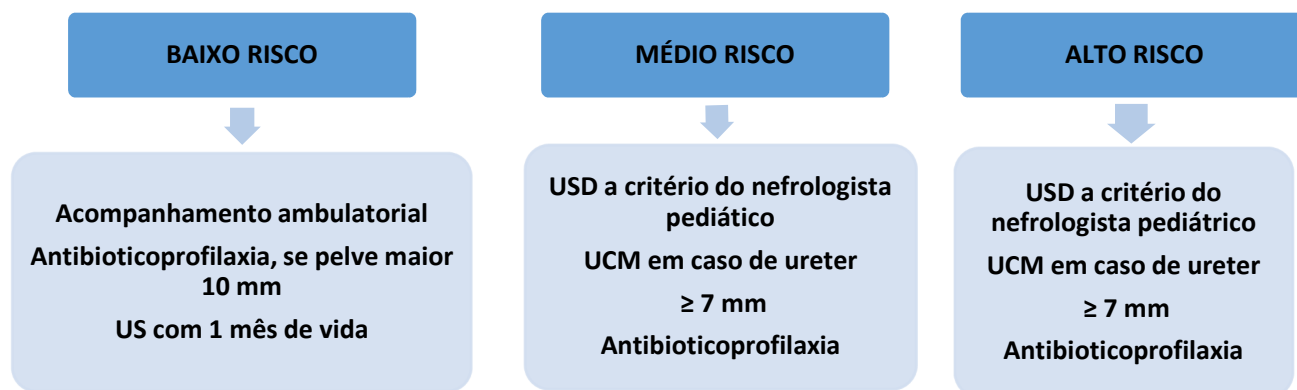 BAIXO RISCO
Acompanhamento ambulatorial
Antibioticoprofilaxia, se pelve maior
10 mm
US com 1 mês de vida
MÉDIO RISCO
USD a critério do nefrologista
pediático
UCM em caso de ureter
≥ 7 mm
Antibioticoprofilaxia
ALTO RISCO
USD a critério do
nefrologista pediátrico
UCM em caso de ureter
≥ 7 mm
Antibioticoprofilaxia